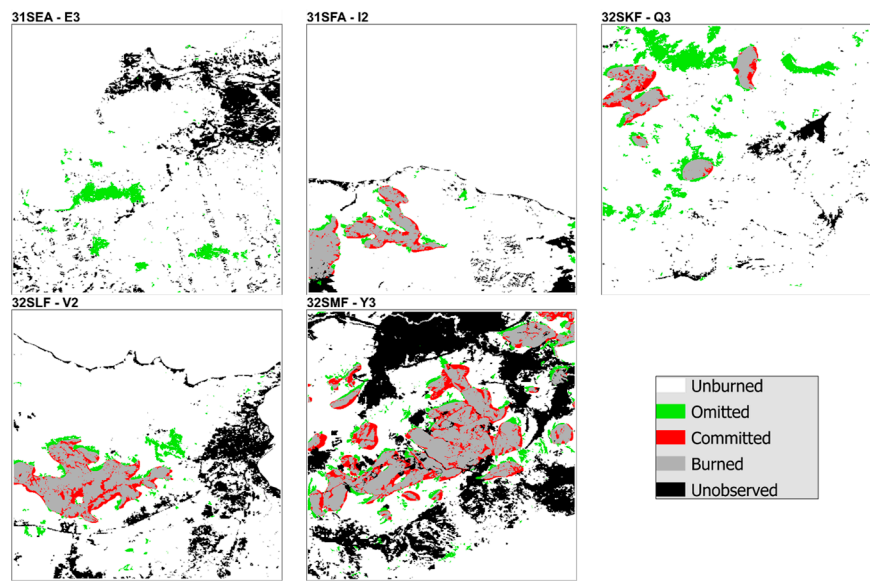 31SEA - E3
31SFA - I2
32SKF - Q3
32SLF - V2
32SMF - Y3
Unburned
Omitted
Committed
Burned
Unobserved